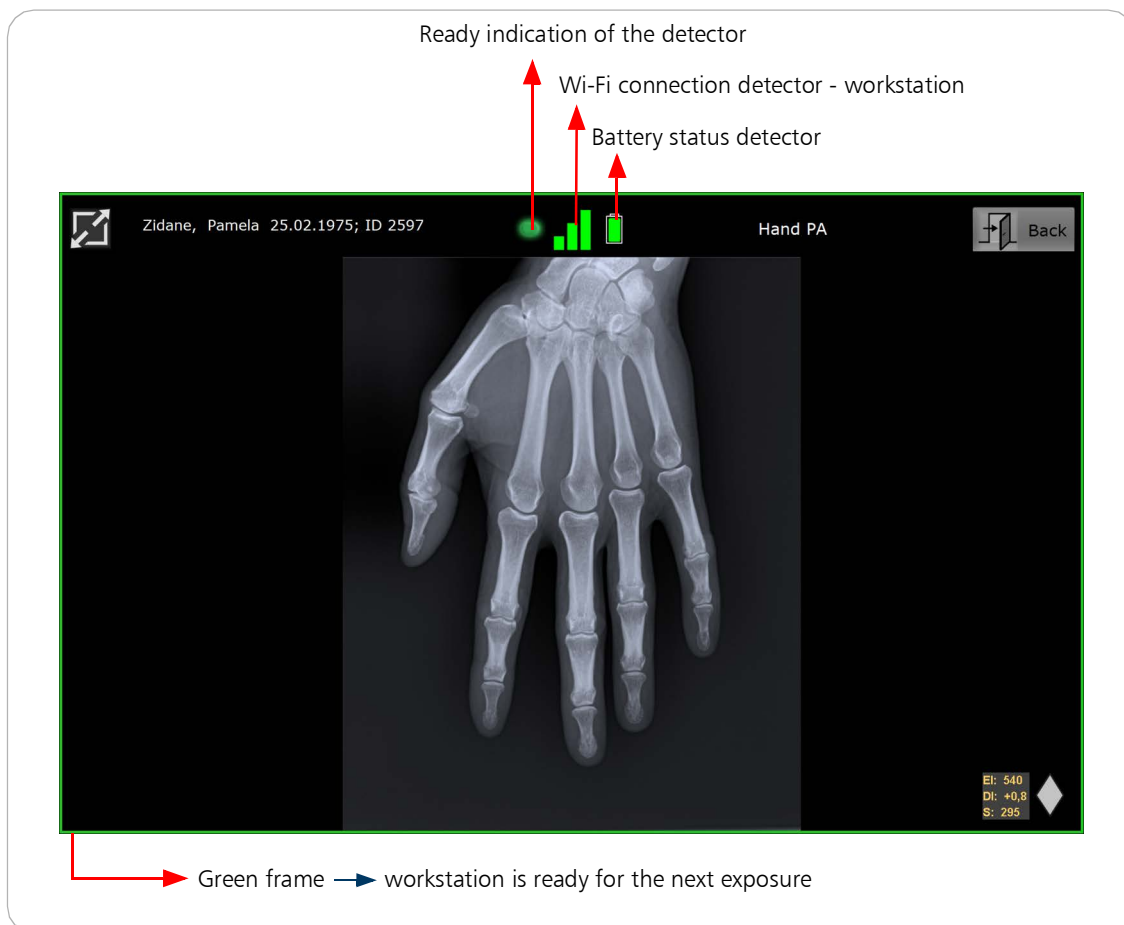 Ready indication of the detector
Wi-Fi connection detector - workstation
Battery status detector
Zidane, Pamela 25.02.1975; ID 2597
Hand PA
Back
EI: 540
DI: +0,8
S: 295
Green frame → workstation is ready for the next exposure